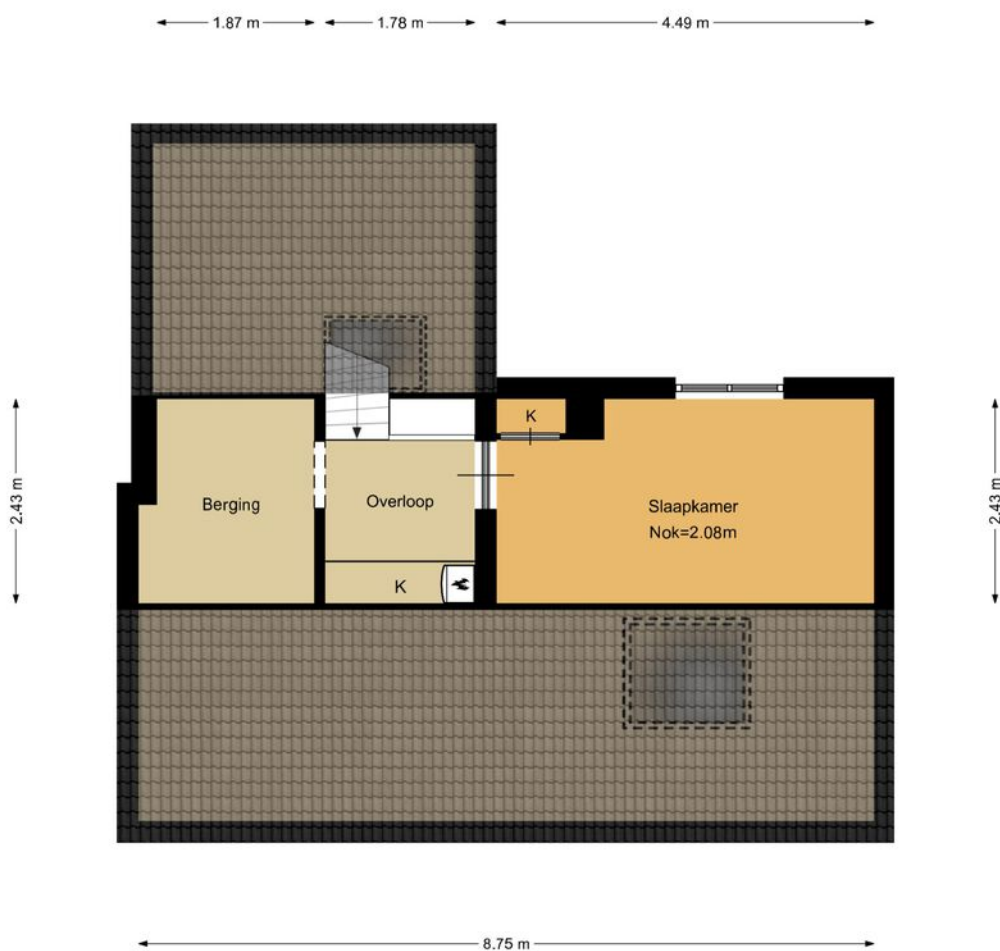 1.87 m
1.78 m
4.49 m
K
2.43 m
Berging
Overloop
Slaapkamer
Nok=2.08m
2.43 m
K
8.75 m